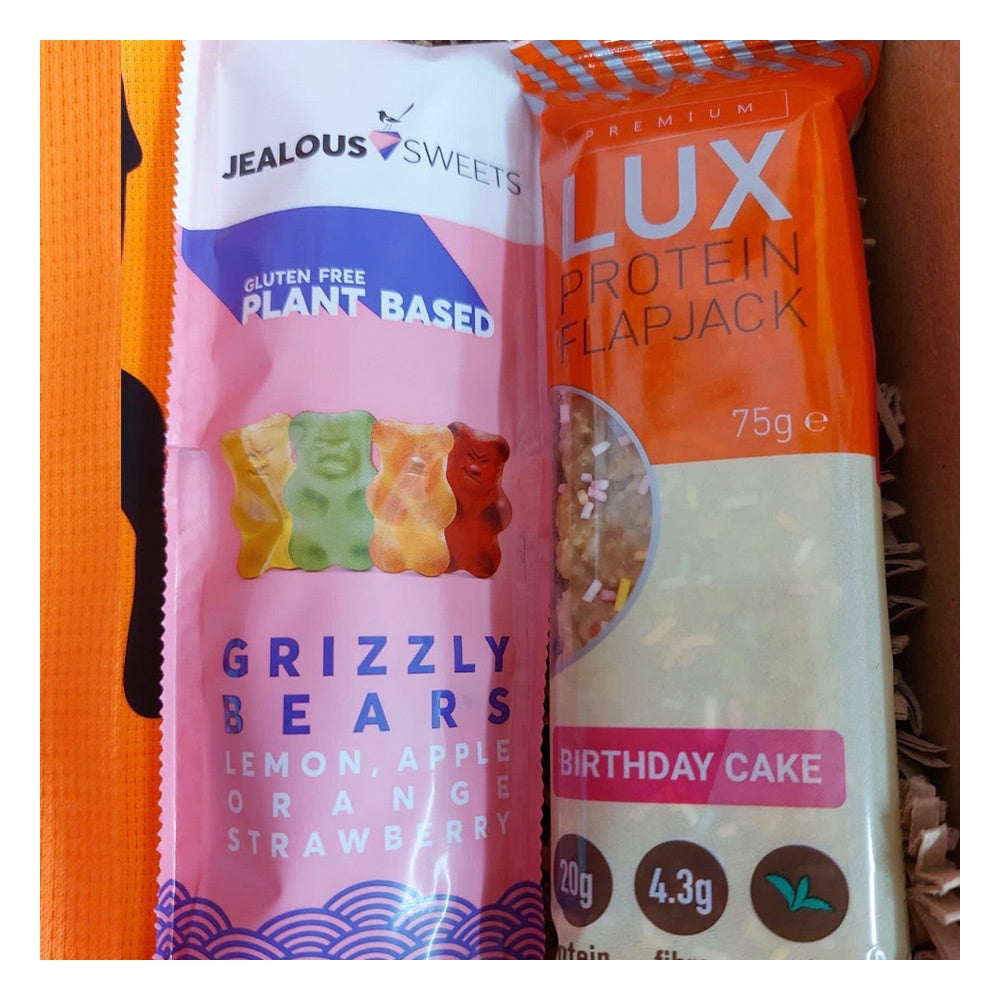 JEALOUS SWEETS
GLUTEN FREE
PLANT BASED
GRIZZLY
BEARS
LEMON, APPLE
ORANGE
STRAWBERRY
PREMIUM
LUX
PROTEIN
FLAPJACK
75g ℮
BIRTHDAY CAKE
20g
4.3g